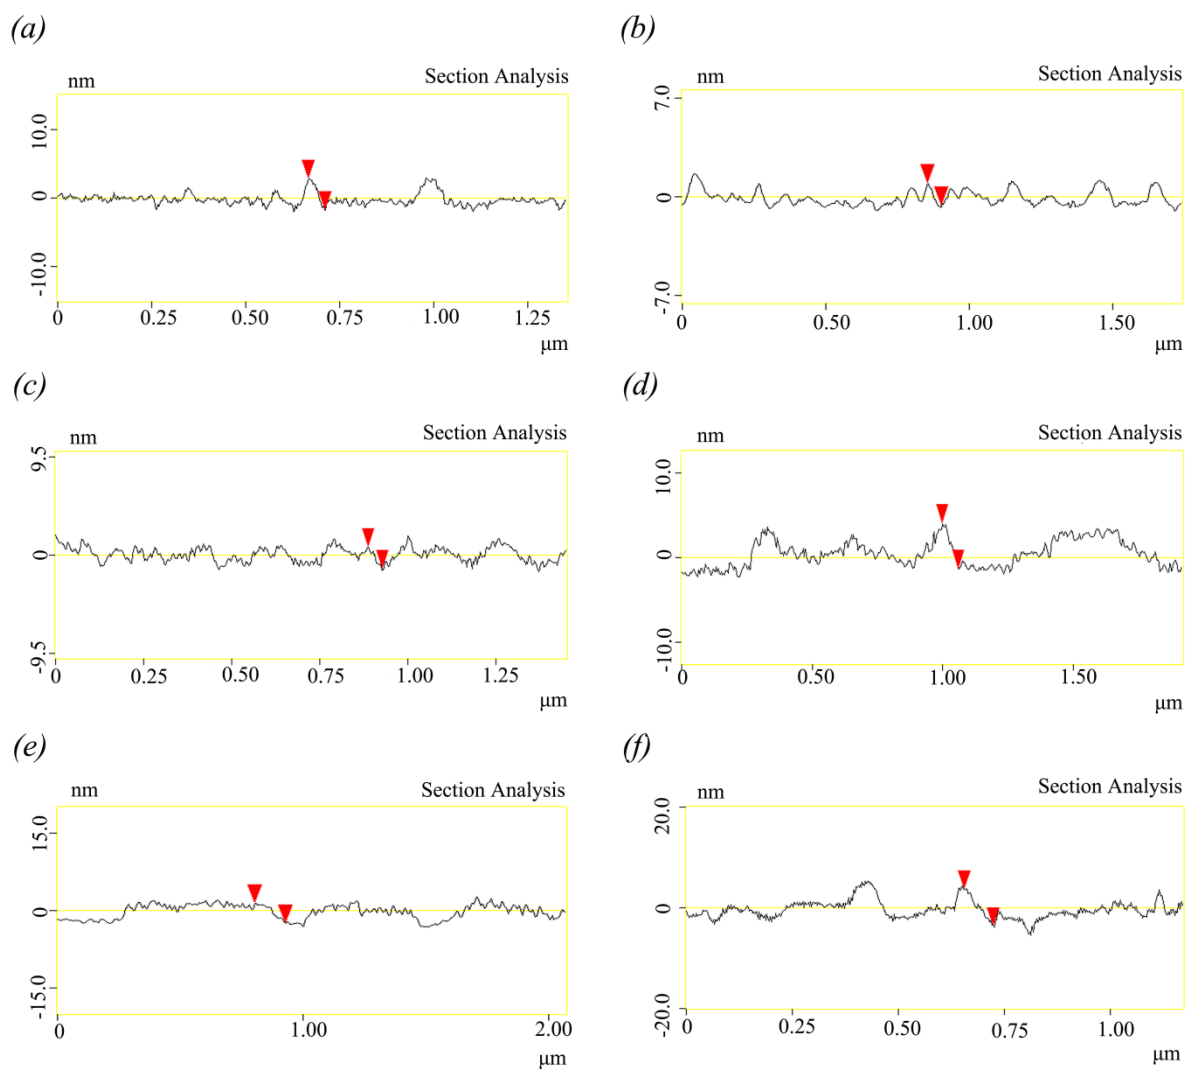 (a)
nm
Section Analysis
10.0
0
-10.0
0 0.25 0.50 0.75 1.00 1.25
μm
(b)
nm
Section Analysis
7.0
0
-7.0
0 0.50 1.00 1.50
μm
(c)
nm
Section Analysis
9.5
0
-9.5
0 0.25 0.50 0.75 1.00 1.25
μm
(d)
nm
Section Analysis
10.0
0
-10.0
0 0.50 1.00 1.50
μm
(e)
nm
Section Analysis
15.0
0
-15.0
0 1.00 2.00
μm
(f)
nm
Section Analysis
20.0
0
-20.0
0 0.25 0.50 0.75 1.00
μm